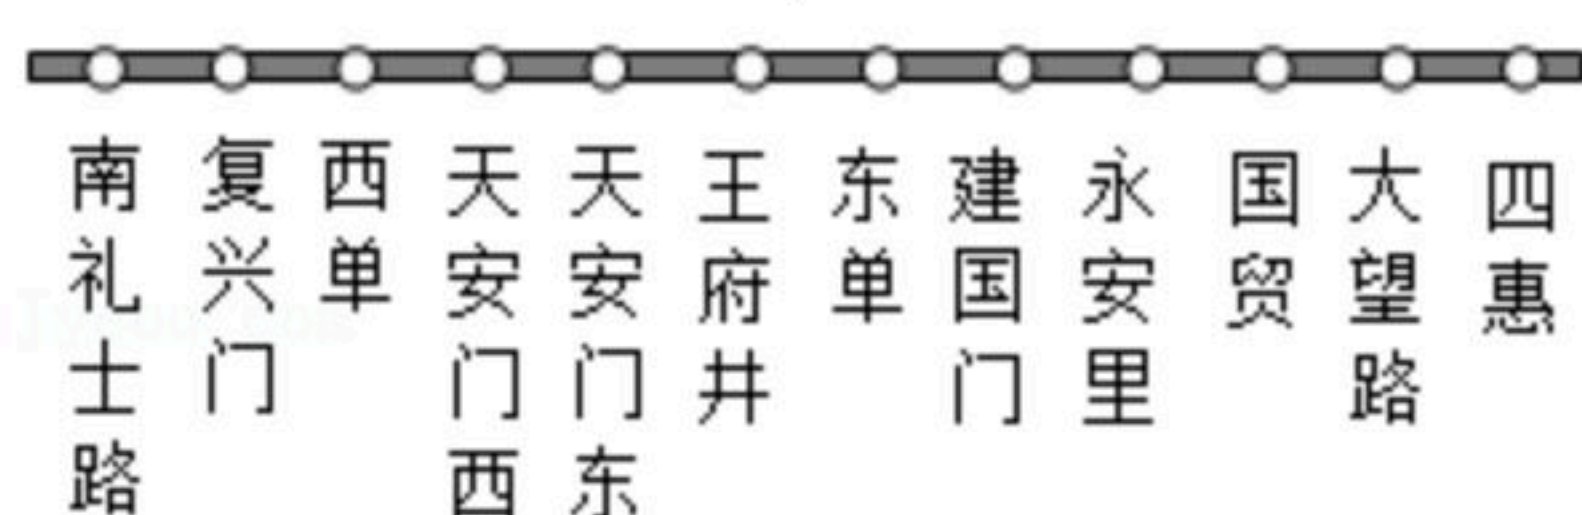 南礼士路
复兴门
西单
天安门西
天安门东
王府井
东单
建国门
永安里
国贸
大望路
四惠